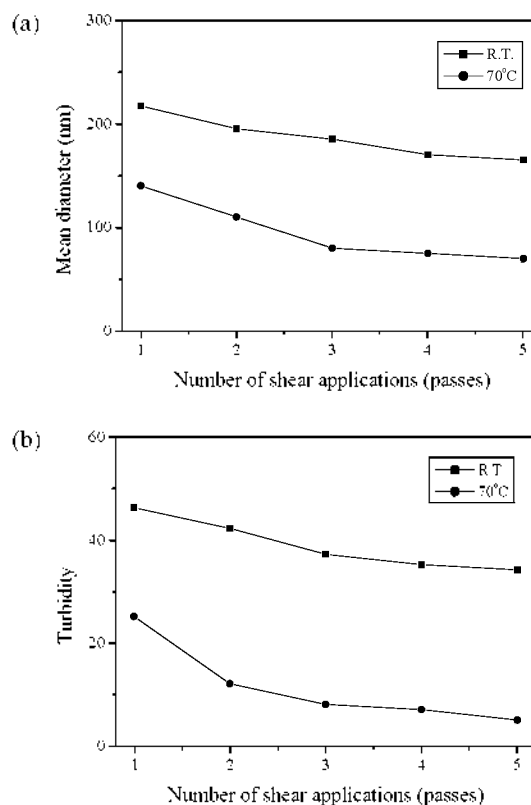 (a)
300
200
100
0
Mean diameter (nm)
R.T.
70°C
1 2 3 4 5
Number of shear applications (passes)
(b)
60
40
20
0
Turbidity
R T
70°C
1 2 3 4 5
Number of shear applications (passes)